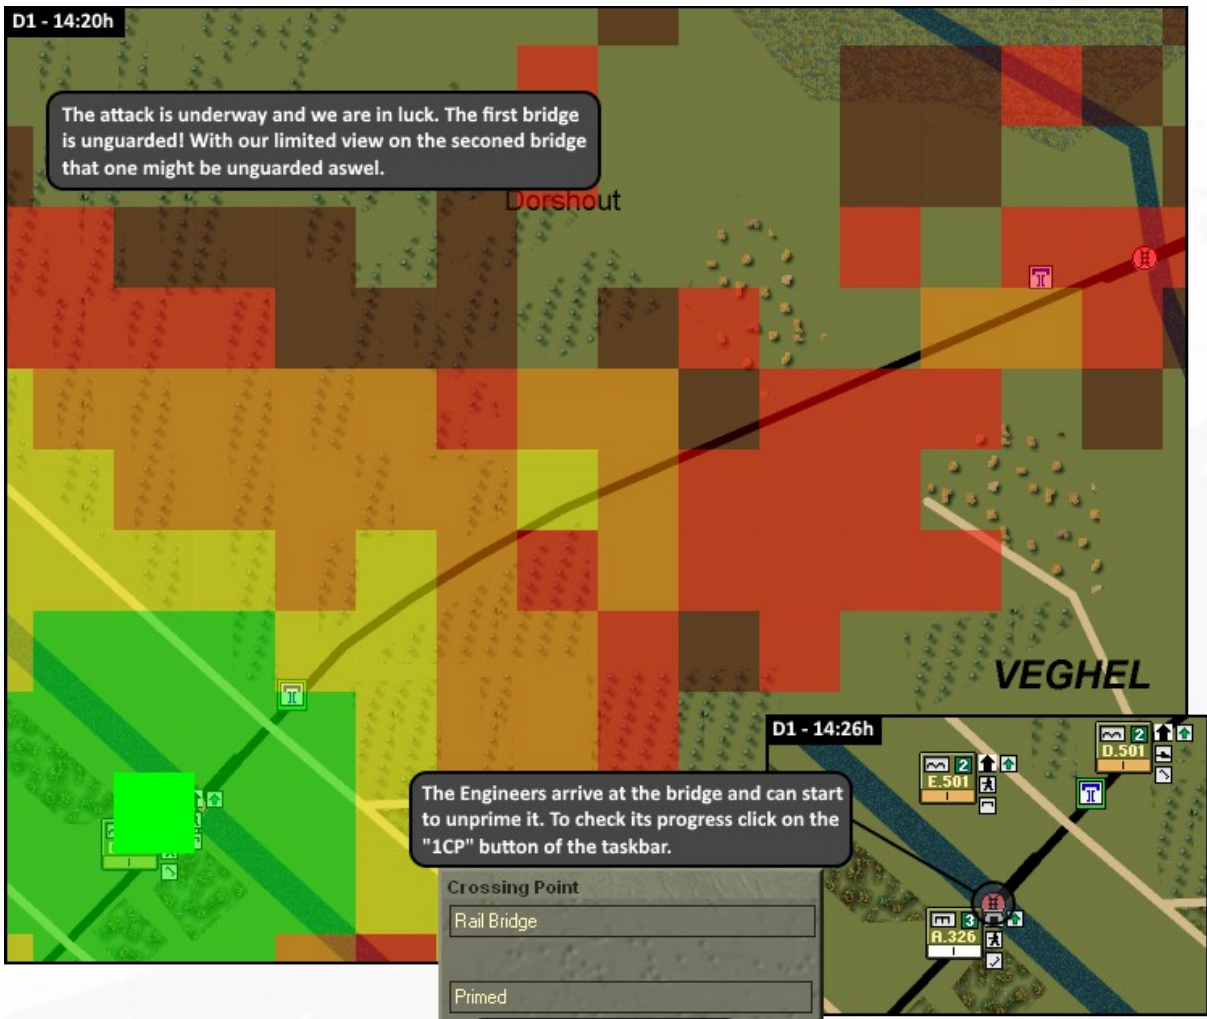 D1 - 14:20h
The attack is underway and we are in luck. The first bridge
is unguarded! With our limited view on the seconed bridge
that one might be unguarded aswel.
Dorshout
VEGHEL
D1 - 14:26h
2
D.501
I
2
E.501
I
The Engineers arrive at the bridge and can start
to unprime it. To check its progress click on the
"1CP" button of the taskbar.
3
A.326
I
Crossing Point
Rail Bridge
Primed